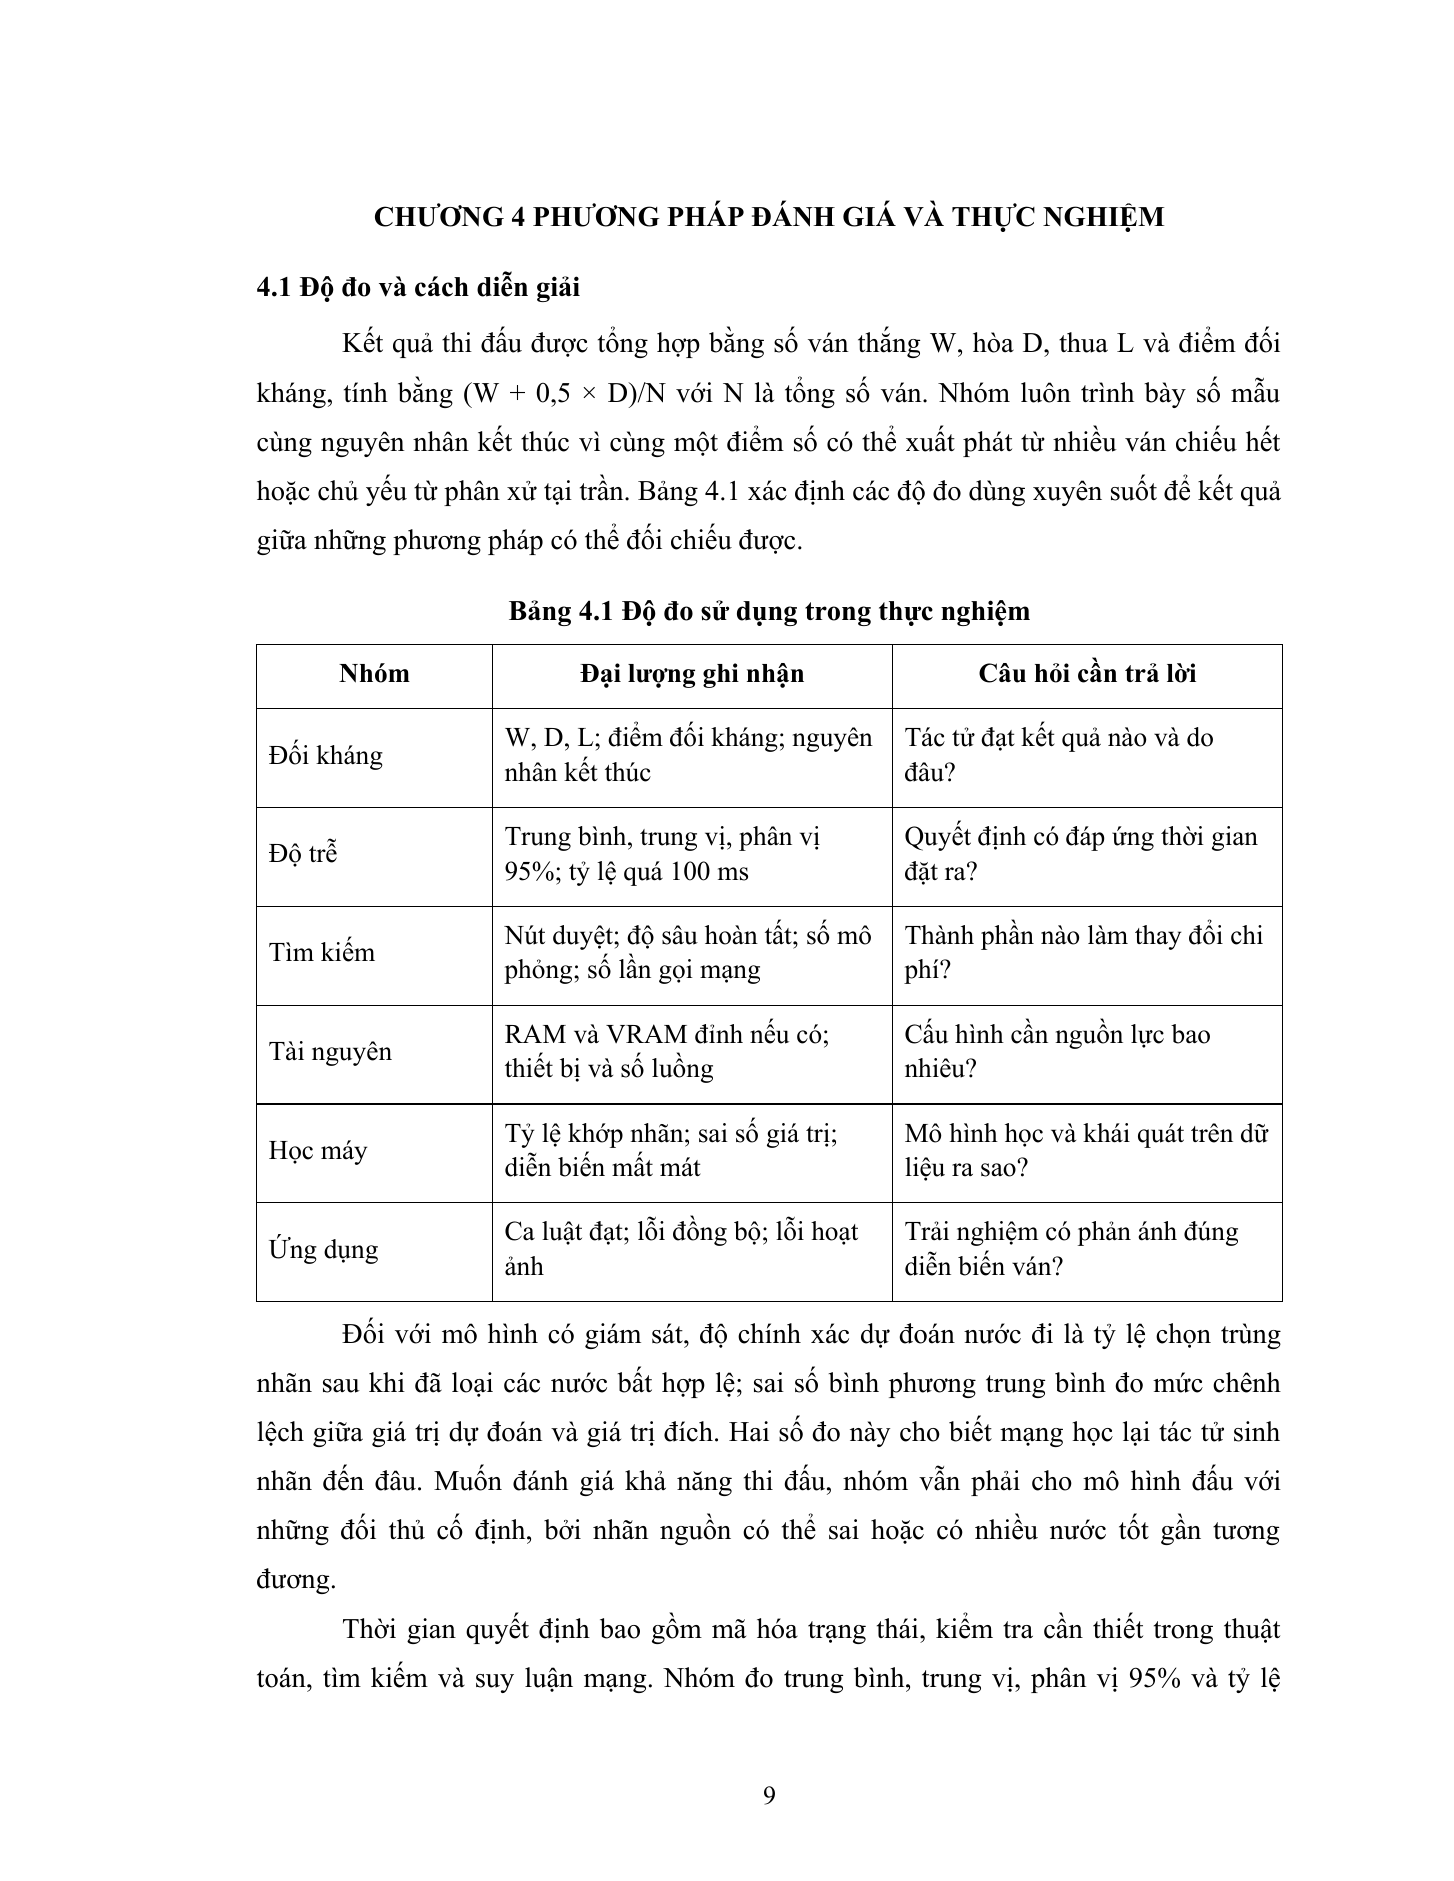 CHƯƠNG 4 PHƯƠNG PHÁP ĐÁNH GIÁ VÀ THỰC NGHIỆM
4.1 Độ đo và cách diễn giải
Kết quả thi đấu được tổng hợp bằng số ván thắng W, hòa D, thua L và điểm đối
kháng, tính bằng (W + 0,5 × D)/N với N là tổng số ván. Nhóm luôn trình bày số mẫu
cùng nguyên nhân kết thúc vì cùng một điểm số có thể xuất phát từ nhiều ván chiếu hết
hoặc chủ yếu từ phân xử tại trần. Bảng 4.1 xác định các độ đo dùng xuyên suốt để kết quả
giữa những phương pháp có thể đối chiếu được.
Bảng 4.1 Độ đo sử dụng trong thực nghiệm
Nhóm
Đại lượng ghi nhận
Câu hỏi cần trả lời
Đối kháng
W, D, L; điểm đối kháng; nguyên
nhân kết thúc
Tác tử đạt kết quả nào và do
đâu?
Độ trễ
Trung bình, trung vị, phân vị
95%; tỷ lệ quá 100 ms
Quyết định có đáp ứng thời gian
đặt ra?
Tìm kiếm
Nút duyệt; độ sâu hoàn tất; số mô
phỏng; số lần gọi mạng
Thành phần nào làm thay đổi chi
phí?
Tài nguyên
RAM và VRAM đỉnh nếu có;
thiết bị và số luồng
Cấu hình cần nguồn lực bao
nhiêu?
Học máy
Tỷ lệ khớp nhãn; sai số giá trị;
diễn biến mất mát
Mô hình học và khái quát trên dữ
liệu ra sao?
Ứng dụng
Ca luật đạt; lỗi đồng bộ; lỗi hoạt
ảnh
Trải nghiệm có phản ánh đúng
diễn biến ván?
Đối với mô hình có giám sát, độ chính xác dự đoán nước đi là tỷ lệ chọn trùng
nhãn sau khi đã loại các nước bất hợp lệ; sai số bình phương trung bình đo mức chênh
lệch giữa giá trị dự đoán và giá trị đích. Hai số đo này cho biết mạng học lại tác tử sinh
nhãn đến đâu. Muốn đánh giá khả năng thi đấu, nhóm vẫn phải cho mô hình đấu với
những đối thủ cố định, bởi nhãn nguồn có thể sai hoặc có nhiều nước tốt gần tương
đương.
Thời gian quyết định bao gồm mã hóa trạng thái, kiểm tra cần thiết trong thuật
toán, tìm kiếm và suy luận mạng. Nhóm đo trung bình, trung vị, phân vị 95% và tỷ lệ
9